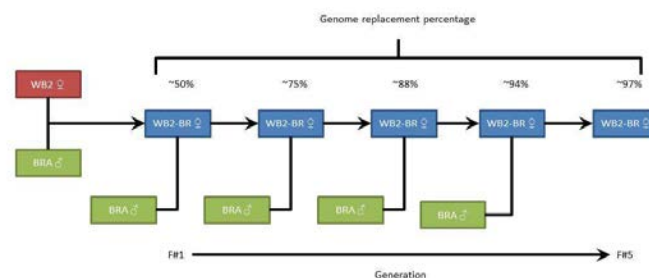 Genome replacement percentage
~50% ~75% ~88% ~94% ~97%
WB2 ♀
WB2-BR ♀ WB2-BR ♀ WB2-BR ♀ WB2-BR ♀ WB2-BR ♀
BRA ♂
BRA ♂ BRA ♂ BRA ♂ BRA ♂
F#1 F#5
Generation